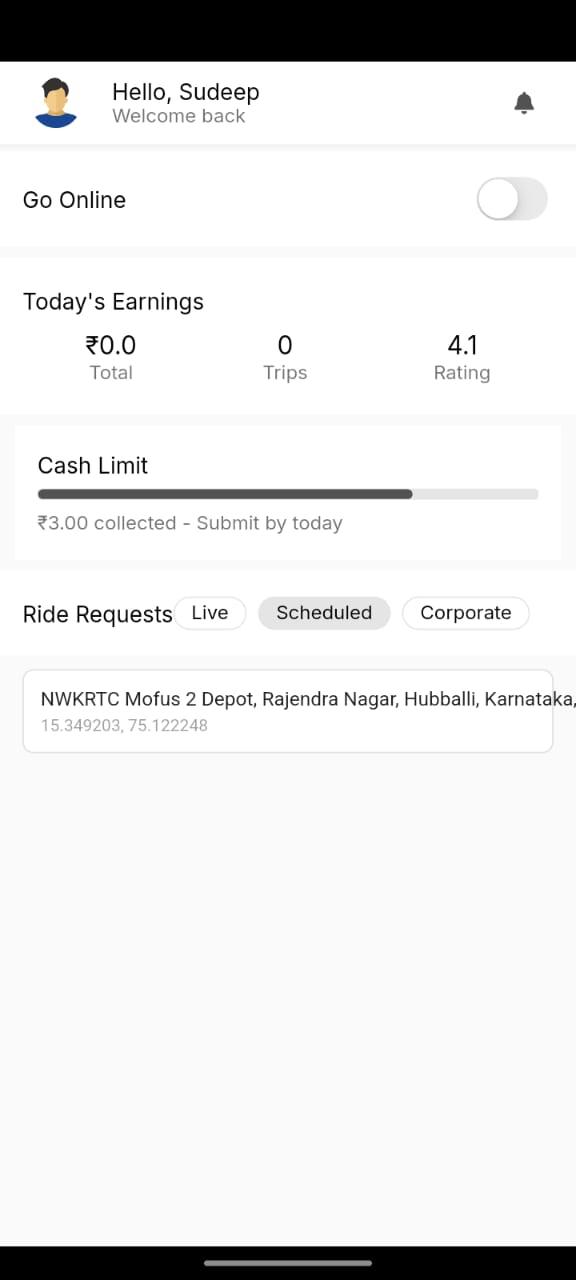 Hello, Sudeep
Welcome back
Go Online
Today's Earnings
₹0.0 0 4.1
Total Trips Rating
Cash Limit
₹3.00 collected - Submit by today
Ride Requests Live Scheduled Corporate
NWKRTC Mofus 2 Depot, Rajendra Nagar, Hubballi, Karnataka,
15.349203, 75.122248